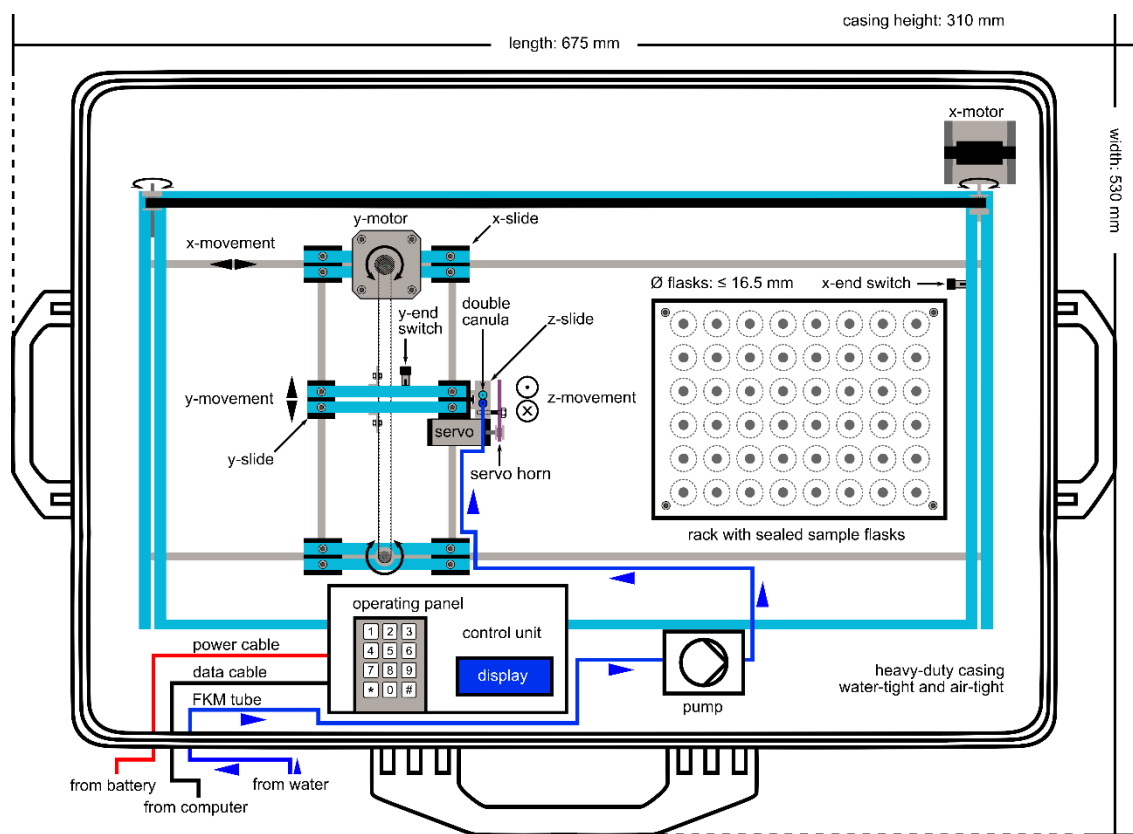 casing height: 310 mm
length: 675 mm
width: 530 mm
x-motor
y-motor
x-slide
x-movement
Ø flasks: ≤ 16.5 mm
x-end switch
y-end
switch
double
canula
z-slide
y-movement
z-movement
servo
y-slide
servo horn
rack with sealed sample flasks
operating panel
1 2 3
4 5 6
7 8 9
* 0 #
control unit
display
power cable
data cable
FKM tube
pump
heavy-duty casing
water-tight and air-tight
from battery
from water
from computer